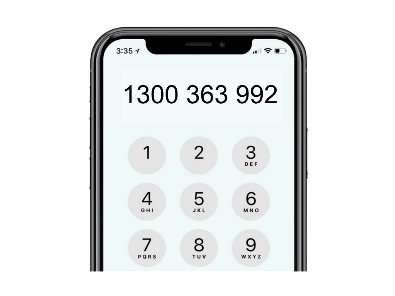 3:35
1300 363 992
1 2 3
DEF
4 5 6
GHI JKL MNO
7 8 9
PQRS TUV WXYZ